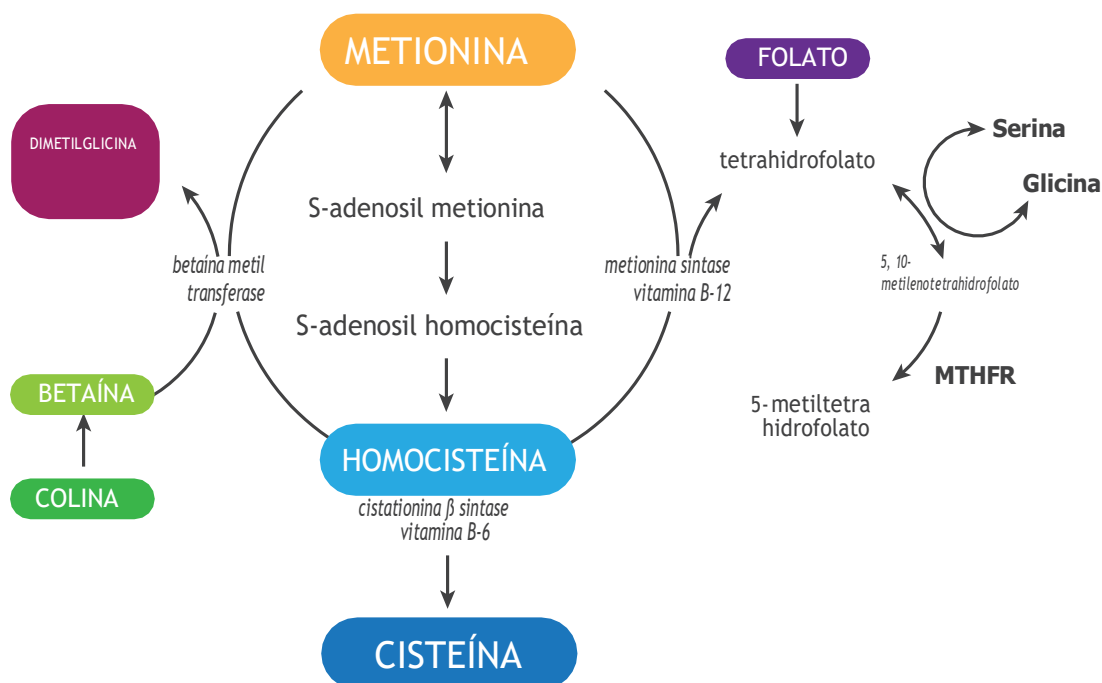 METIONINA
FOLATO
DIMETILGLICINA
Serina
tetrahidrofolato
Glicina
S-adenosil metionina
betaína metil
transferase
metionina sintase
vitamina B-12
5, 10-
metilenotetrahidrofolato
S-adenosil homocisteína
MTHFR
BETAÍNA
5-metiltetra
hidrofolato
HOMOCISTEÍNA
COLINA
cistationina β sintase
vitamina B-6
CISTEÍNA